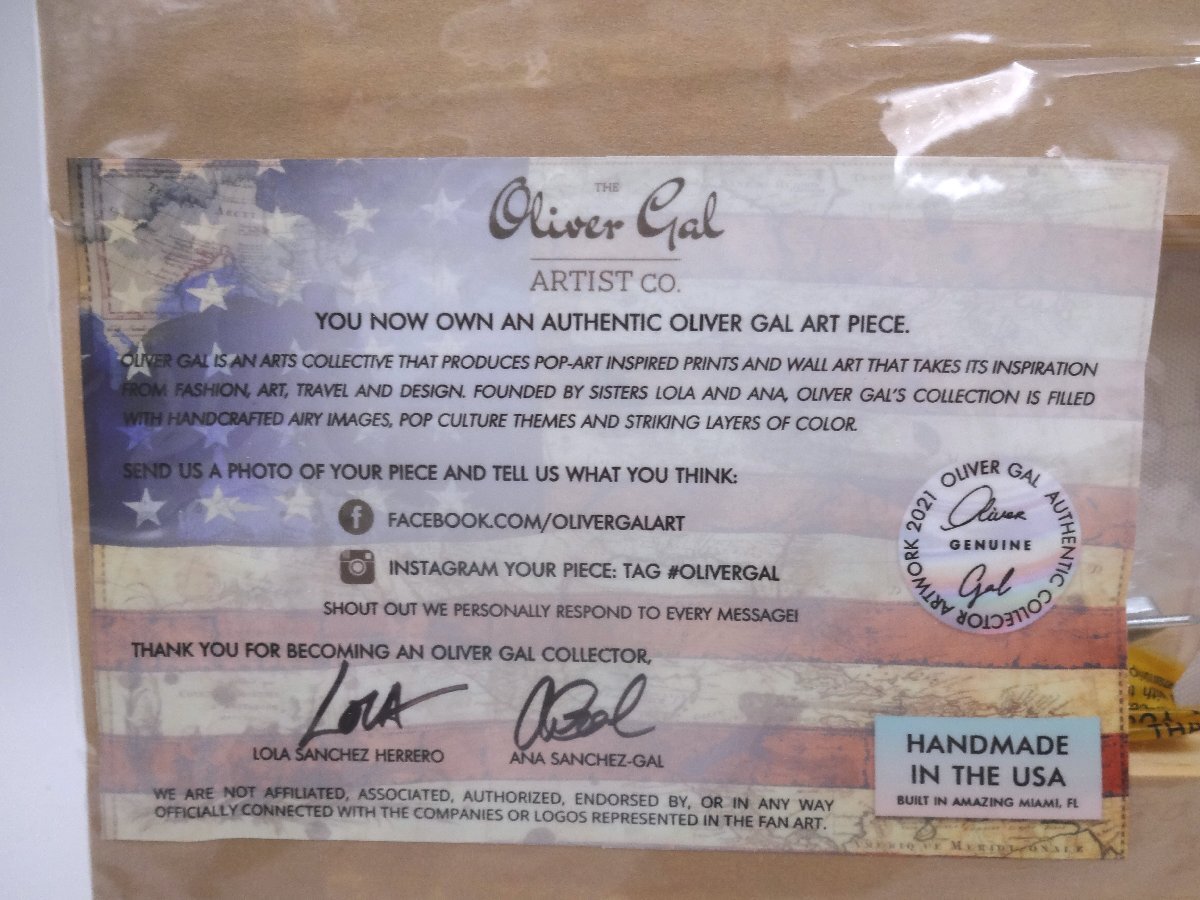 THE
Oliver Gal
ARTIST CO.
YOU NOW OWN AN AUTHENTIC OLIVER GAL ART PIECE.
OLIVER GAL IS AN ARTS COLLECTIVE THAT PRODUCES POP-ART INSPIRED PRINTS AND WALL ART THAT TAKES ITS INSPIRATION
FROM FASHION, ART, TRAVEL AND DESIGN. FOUNDED BY SISTERS LOLA AND ANA, OLIVER GAL'S COLLECTION IS FILLED
WITH HANDCRAFTED AIRY IMAGES, POP CULTURE THEMES AND STRIKING LAYERS OF COLOR.
SEND US A PHOTO OF YOUR PIECE AND TELL US WHAT YOU THINK:
FACEBOOK.COM/OLIVERGALART
INSTAGRAM YOUR PIECE: TAG #OLIVERGAL
SHOUT OUT WE PERSONALLY RESPOND TO EVERY MESSAGE!
OLIVER GAL AUTHENTIC COLLECTOR ARTWORK 2021
Oliver
GENUINE
Gal
THANK YOU FOR BECOMING AN OLIVER GAL COLLECTOR,
LOLA
LOLA SANCHEZ HERRERO
ANA SANCHEZ-GAL
HANDMADE
IN THE USA
BUILT IN AMAZING MIAMI, FL
WE ARE NOT AFFILIATED, ASSOCIATED, AUTHORIZED, ENDORSED BY, OR IN ANY WAY
OFFICIALLY CONNECTED WITH THE COMPANIES OR LOGOS REPRESENTED IN THE FAN ART.